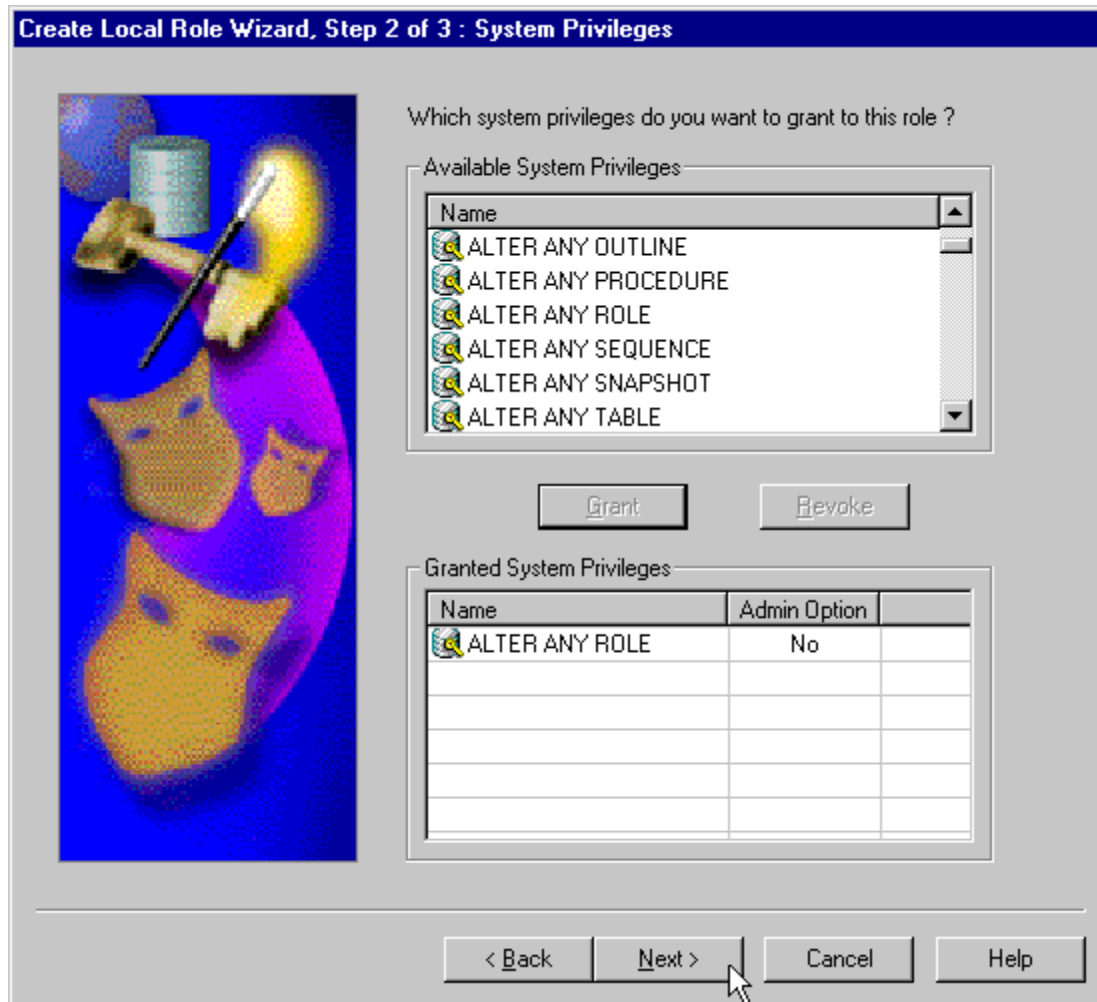 Create Local Role Wizard, Step 2 of 3 : System Privileges
Which system privileges do you want to grant to this role ?
Available System Privileges
Name
ALTER ANY OUTLINE
ALTER ANY PROCEDURE
ALTER ANY ROLE
ALTER ANY SEQUENCE
ALTER ANY SNAPSHOT
ALTER ANY TABLE
Grant Revoke
Granted System Privileges
Name Admin Option
ALTER ANY ROLE No
< Back Next > Cancel Help